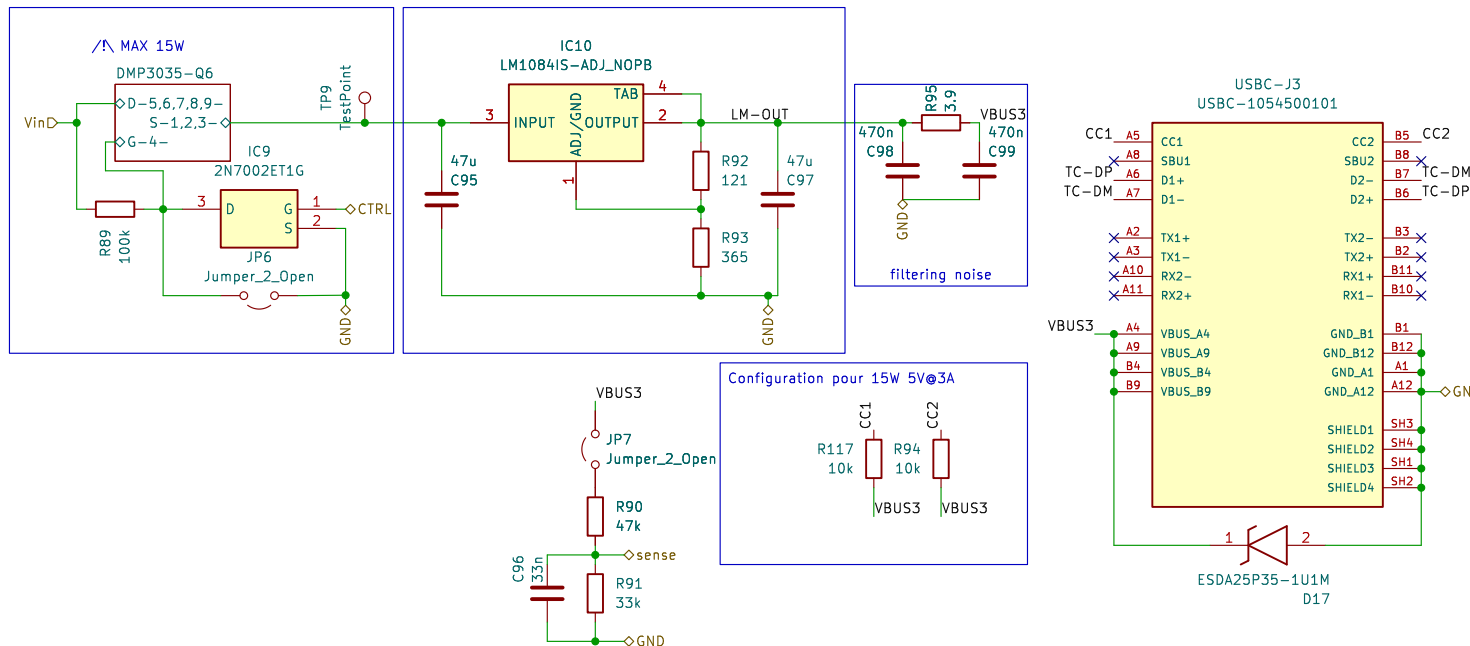 /!\ MAX 15W
DMP3035-Q6
D-5,6,7,8,9-
S-1,2,3-
G-4-
Vin
TP9
TestPoint
IC9
2N7002ET1G
3
D
G
1
S
2
CTRL
R89
100k
JP6
Jumper_2_Open
GND
IC10
LM1084IS-ADJ_NOPB
3
INPUT
ADJ/GND
TAB
4
OUTPUT
2
1
47u
C95
R92
121
R93
365
LM-OUT
47u
C97
GND
R95
3.9
VBUS3
470n
C98
470n
C99
GND
filtering noise
USBC-J3
USBC-1054500101
CC1
A5
CC1
CC2
B5
CC2
A8
SBU1
SBU2
B8
TC-DP
A6
D1+
D2-
B7
TC-DM
TC-DM
A7
D1-
D2+
B6
TC-DP
A2
TX1+
TX2-
B3
A3
TX1-
TX2+
B2
A10
RX2-
RX1+
B11
A11
RX2+
RX1-
B10
VBUS3
A4
VBUS_A4
GND_B1
B1
A9
VBUS_A9
GND_B12
B12
B4
VBUS_B4
GND_A1
A1
B9
VBUS_B9
GND_A12
A12
GN
SHIELD1
SH3
SHIELD2
SH4
SHIELD3
SH1
SHIELD4
SH2
1
2
ESDA25P35-1U1M
D17
Configuration pour 15W 5V@3A
CC1
CC2
R117
10k
R94
10k
VBUS3
VBUS3
VBUS3
JP7
Jumper_2_Open
R90
47k
sense
C96
33n
R91
33k
GND